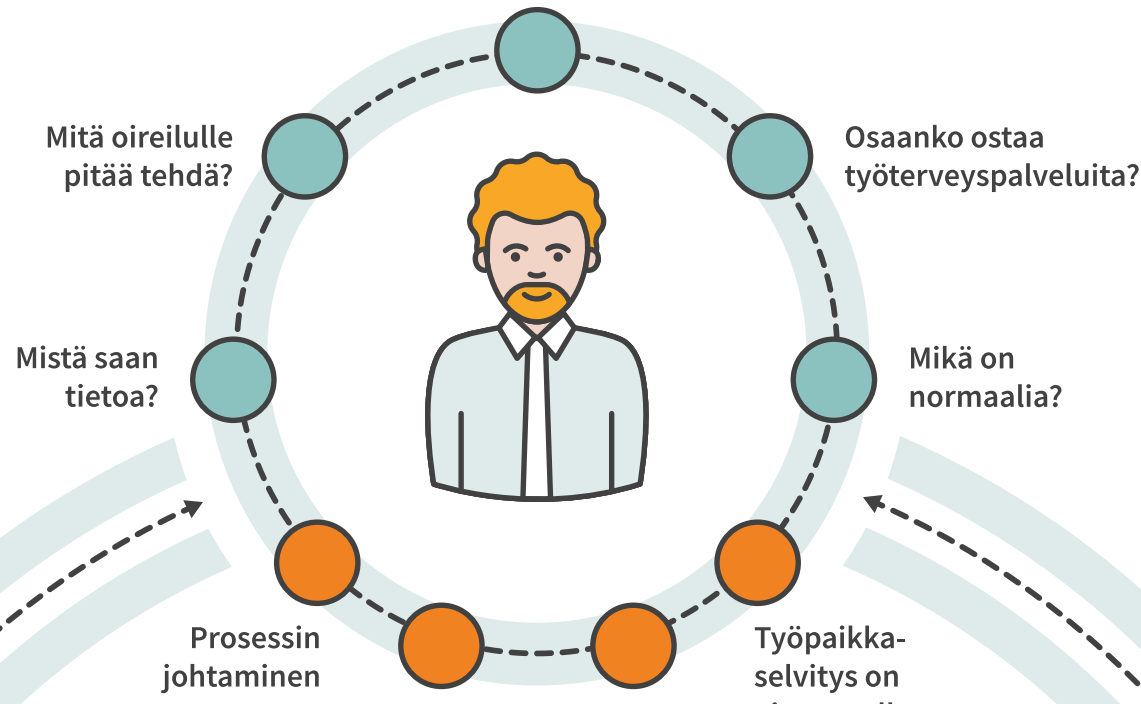 Mitä oireilulle
pitää tehdä?
Osaanko ostaa
työterveyspalveluita?
Mistä saan
tietoa?
Mikä on
normaalia?
Prosessin
johtaminen
Työpaikka-
selvitys on